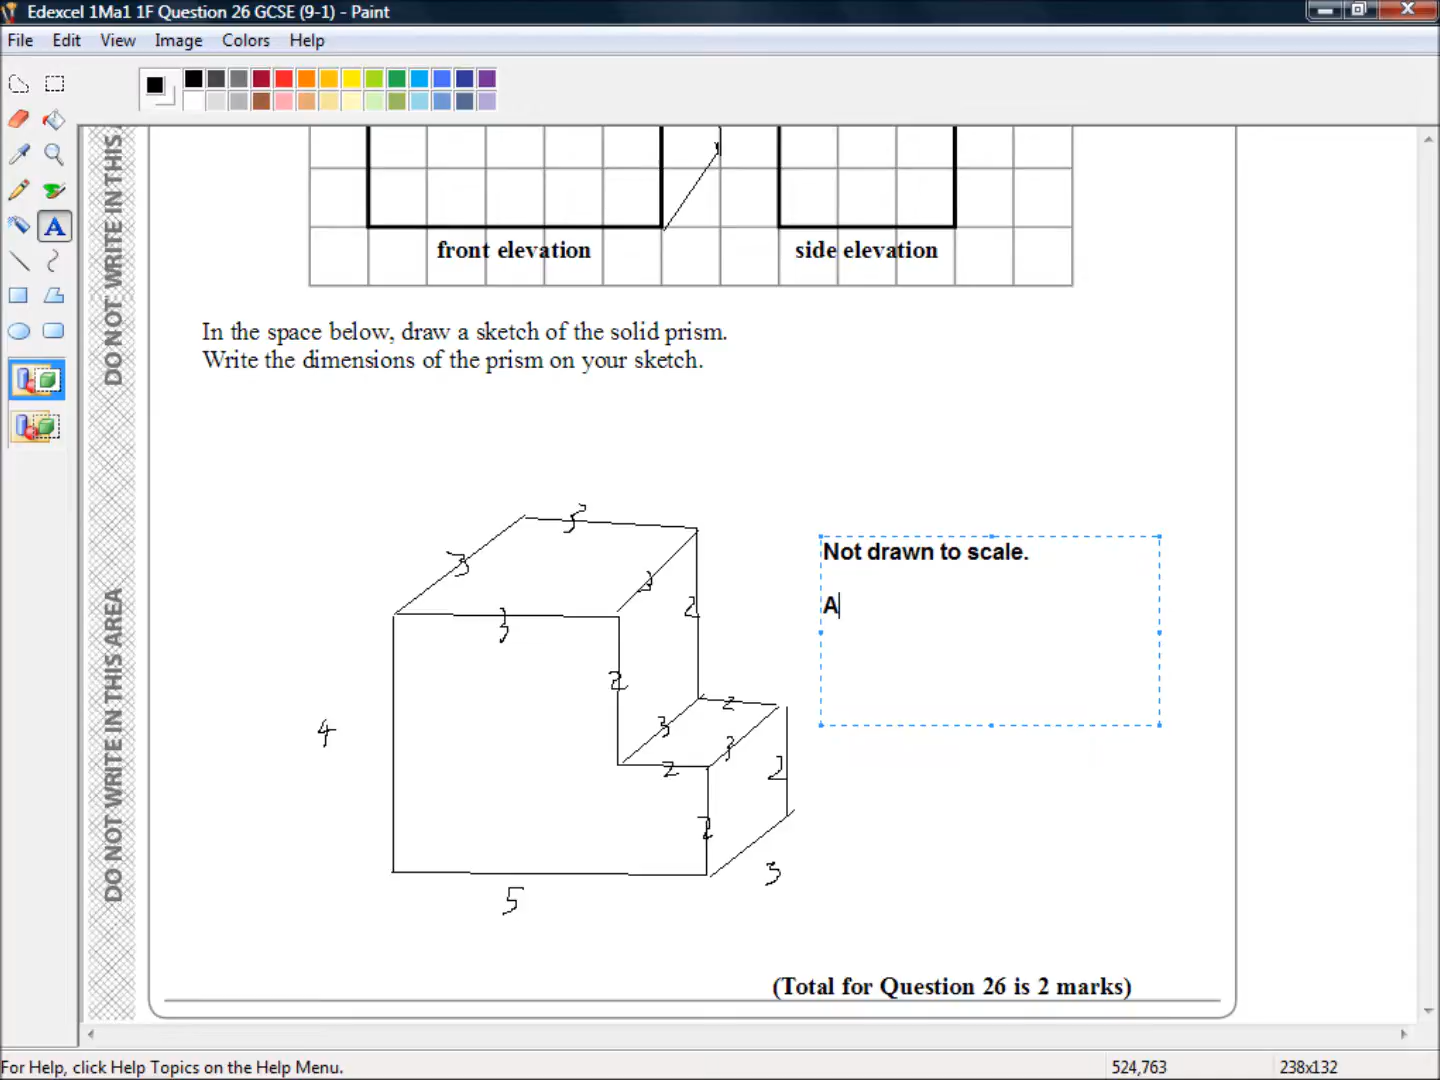 Edexcel 1Ma1 1F Question 26 GCSE (9-1) - Paint
File Edit View Image Colors Help
DO NOT WRITE IN THIS
front elevation
side elevation
In the space below, draw a sketch of the solid prism.
Write the dimensions of the prism on your sketch.
5
3
3
3
2
Not drawn to scale.
A
2
2
3
3
4
2
2
2
3
5
DO NOT WRITE IN THIS AREA
(Total for Question 26 is 2 marks)
For Help, click Help Topics on the Help Menu.
524,763
238x132